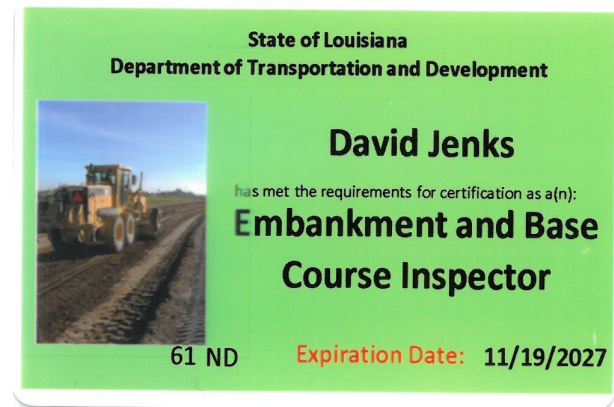 State of Louisiana
Department of Transportation and Development
David Jenks
has met the requirements for certification as a(n):
Embankment and Base
Course Inspector
61 ND
Expiration Date: 11/19/2027